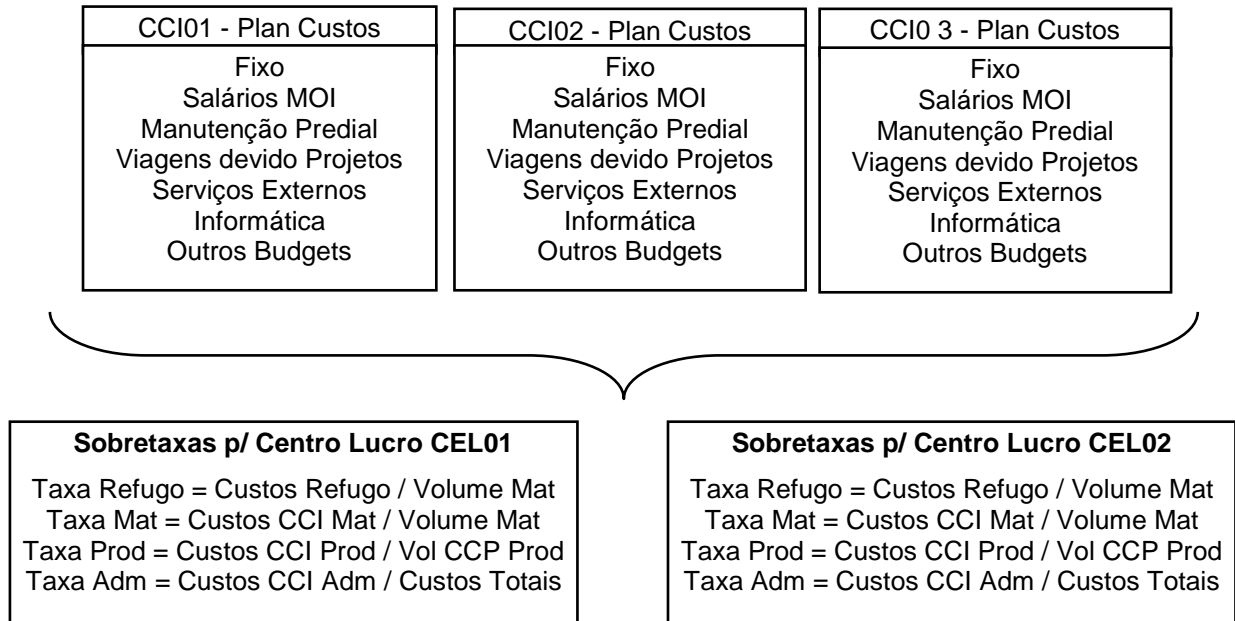 CCI01 - Plan Custos
Fixo
Salários MOI
Manutenção Predial
Viagens devido Projetos
Serviços Externos
Informática
Outros Budgets
CCI02 - Plan Custos
Fixo
Salários MOI
Manutenção Predial
Viagens devido Projetos
Serviços Externos
Informática
Outros Budgets
CCI0 3 - Plan Custos
Fixo
Salários MOI
Manutenção Predial
Viagens devido Projetos
Serviços Externos
Informática
Outros Budgets
Sobretaxas p/ Centro Lucro CEL01
Taxa Refugo = Custos Refugo / Volume Mat
Taxa Mat = Custos CCI Mat / Volume Mat
Taxa Prod = Custos CCI Prod / Vol CCP Prod
Taxa Adm = Custos CCI Adm / Custos Totais
Sobretaxas p/ Centro Lucro CEL02
Taxa Refugo = Custos Refugo / Volume Mat
Taxa Mat = Custos CCI Mat / Volume Mat
Taxa Prod = Custos CCI Prod / Vol CCP Prod
Taxa Adm = Custos CCI Adm / Custos Totais